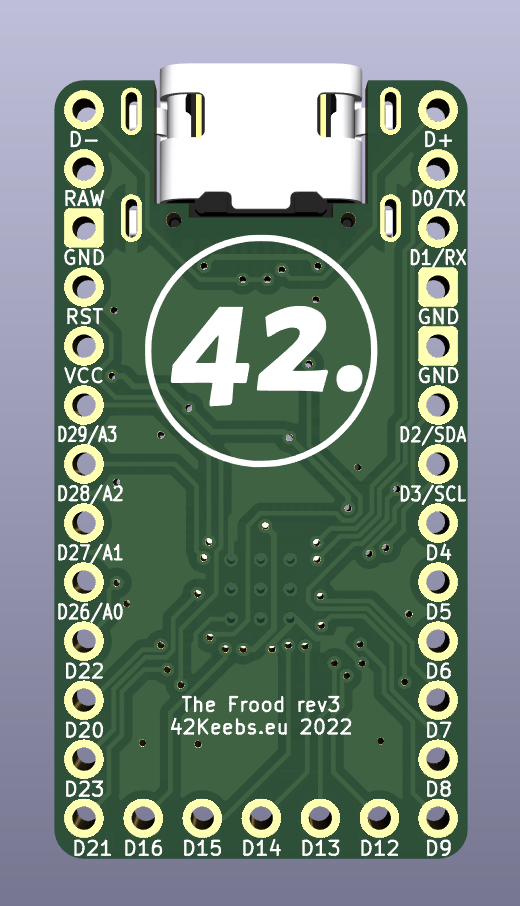 D- D+
RAW D0/TX
GND D1/RX
RST GND
VCC GND
D29/A3 D2/SDA
D28/A2 D3/SCL
D27/A1 D4
D26/A0 D5
D22 D6
D20 D7
D23 D8
D21 D16 D15 D14 D13 D12 D9
42.
The Frood rev3
42Keebs.eu 2022